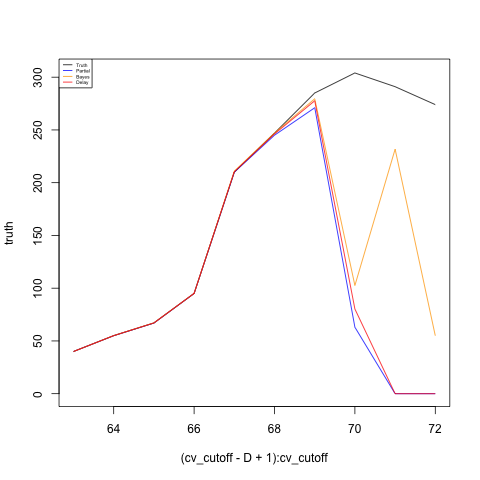 Truth
Partial
Bayes
Delay
300
250
200
150
100
50
0
truth
64 66 68 70 72
(cv_cutoff - D + 1):cv_cutoff